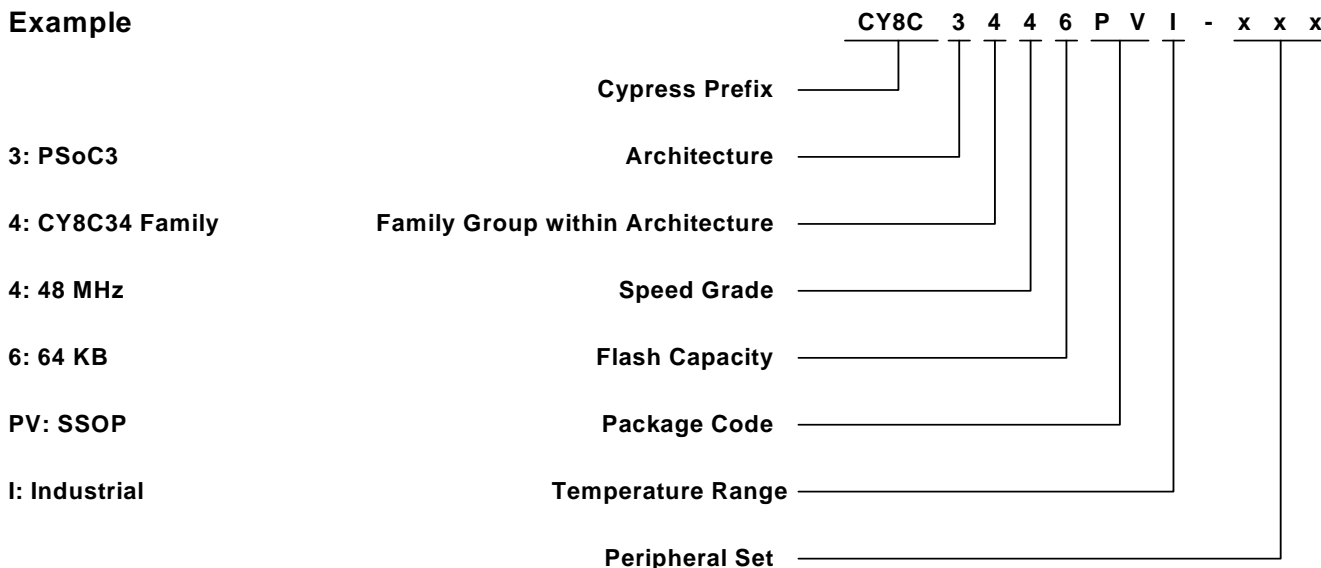 Example CY8C 3 4 4 6 P V I - x x x
Cypress Prefix
3: PSoC3 Architecture
4: CY8C34 Family Family Group within Architecture
4: 48 MHz Speed Grade
6: 64 KB Flash Capacity
PV: SSOP Package Code
I: Industrial Temperature Range
Peripheral Set